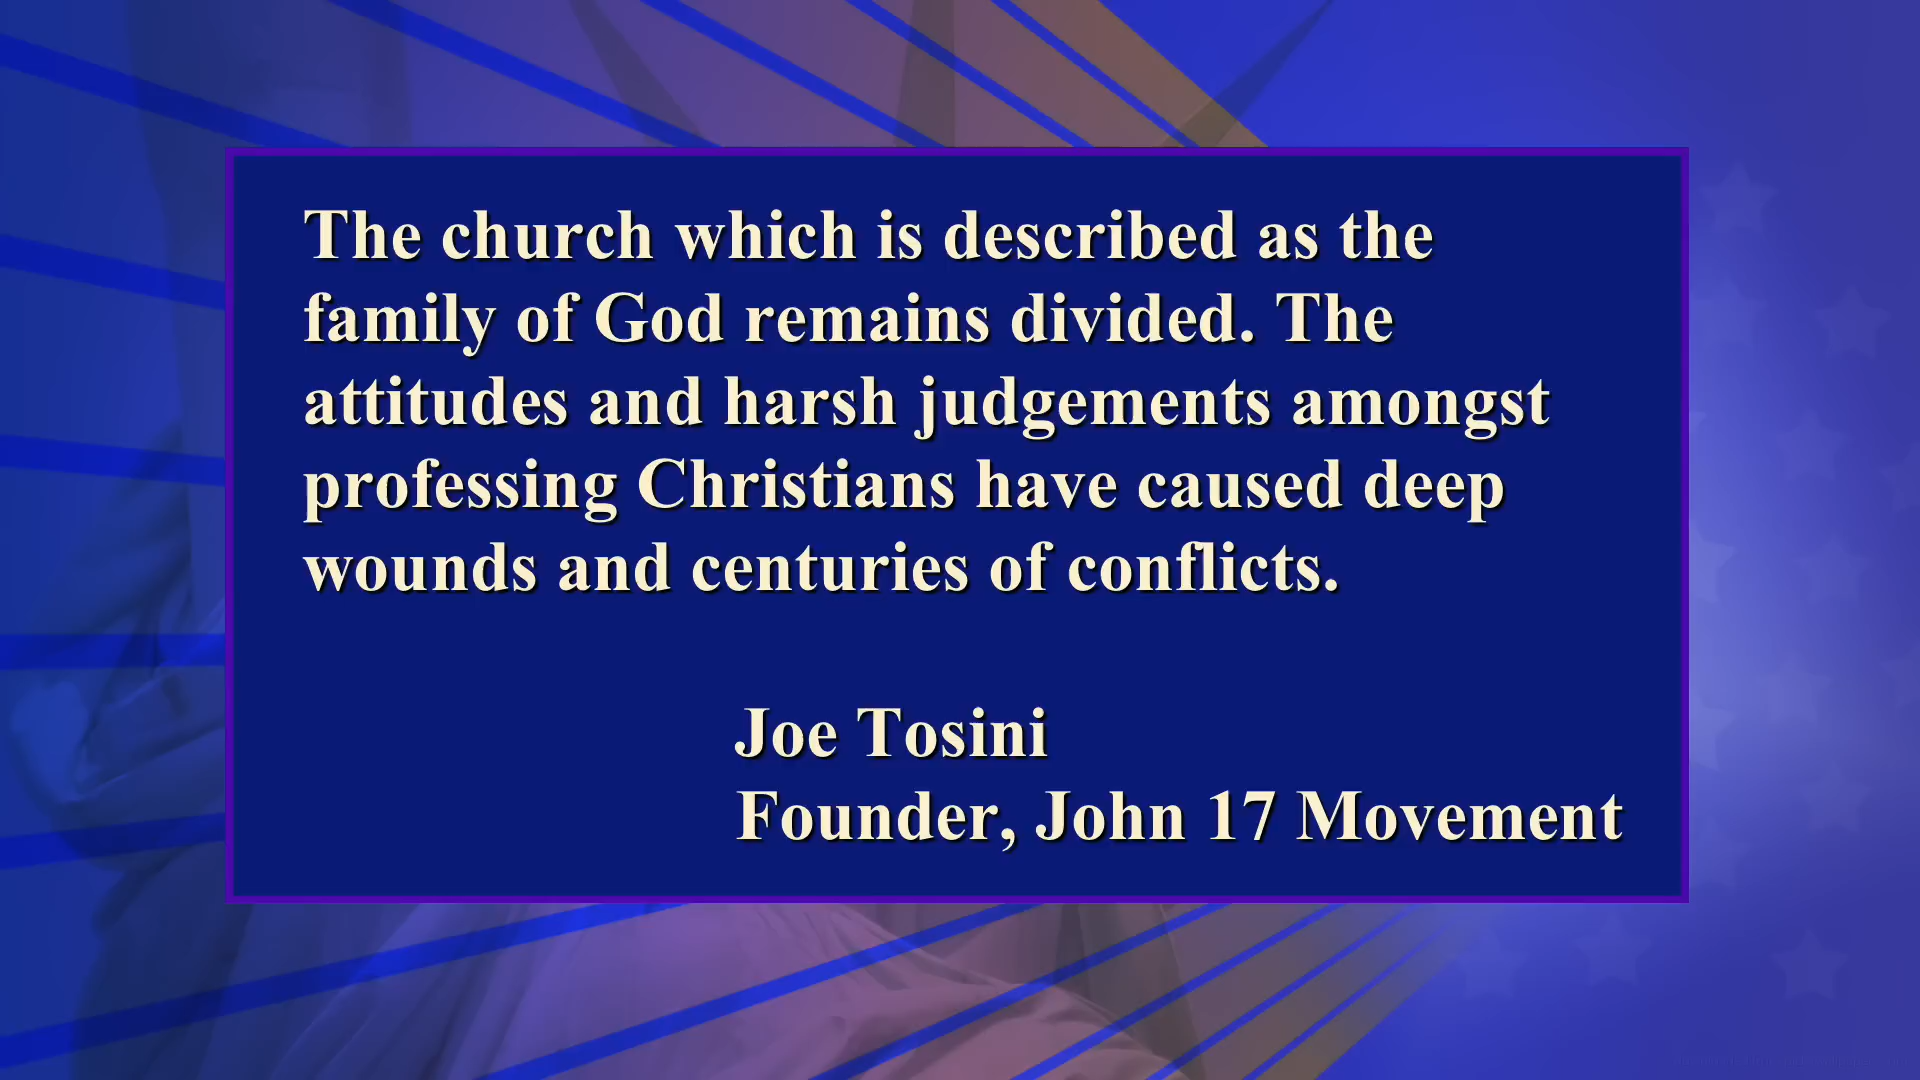 The church which is described as the
family of God remains divided. The
attitudes and harsh judgements amongst
professing Christians have caused deep
wounds and centuries of conflicts.
Joe Tosini
Founder, John 17 Movement